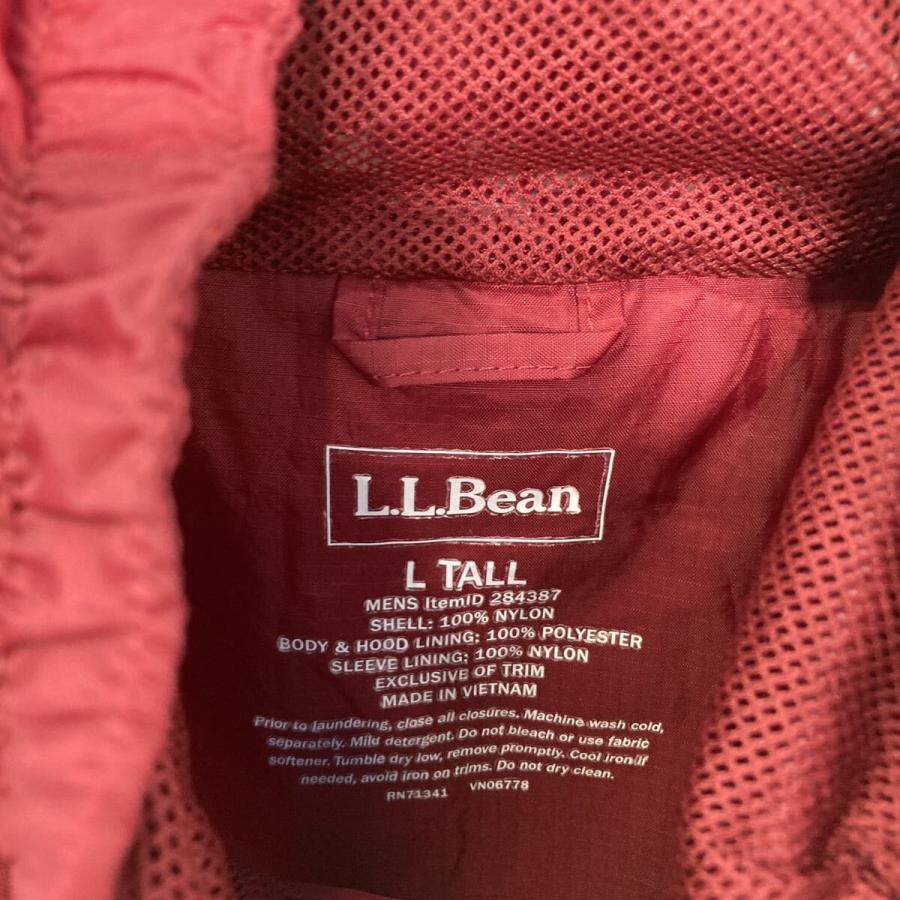 L.L.Bean
L TALL
MENS ItemID 284387
SHELL: 100% NYLON
BODY & HOOD LINING: 100% POLYESTER
SLEEVE LINING: 100% NYLON
EXCLUSIVE OF TRIM
MADE IN VIETNAM
Prior to laundering, close all closures. Machine wash cold,
separately. Mild detergent. Do not bleach or use fabric
softener. Tumble dry low, remove promptly. Cool iron if
needed, avoid iron on trims. Do not dry clean.
RN71341 VN06778